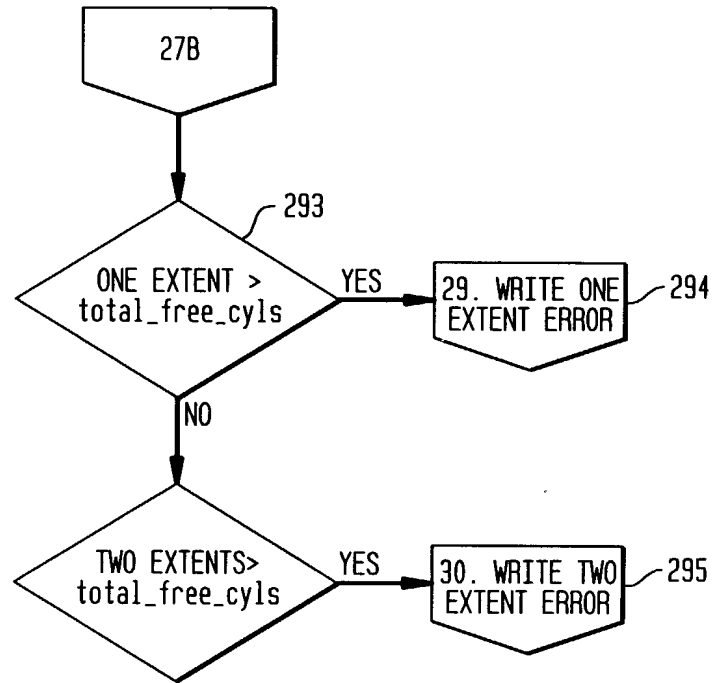 27B
293
ONE EXTENT >
total_free_cyls
YES
29. WRITE ONE
EXTENT ERROR
294
NO
TWO EXTENTS>
total_free_cyls
YES
30. WRITE TWO
EXTENT ERROR
295